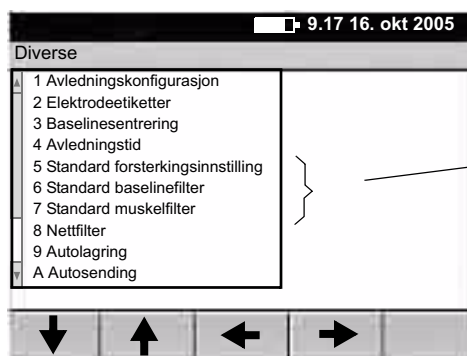 9.17 16. okt 2005
Diverse
1 Avledningskonfigurasjon
2 Elektrodeetiketter
3 Baselinesentrering
4 Avledningstid
5 Standard forsterkingsinnstilling
6 Standard baselinefilter
7 Standard muskelfilter
8 Nettfilter
9 Autolagring
A Autosending